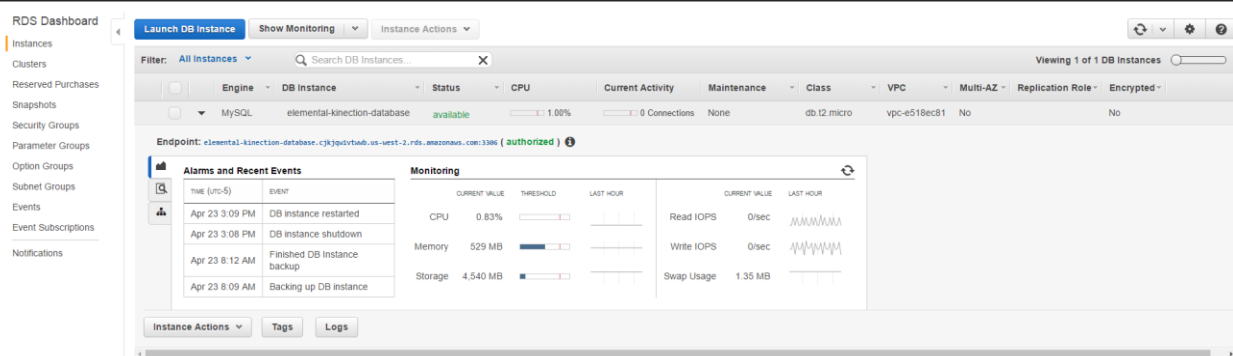 RDS Dashboard
Instances
Clusters
Reserved Purchases
Snapshots
Security Groups
Parameter Groups
Option Groups
Subnet Groups
Events
Event Subscriptions
Notifications
Launch DB Instance Show Monitoring Instance Actions
Filter: All Instances Search DB Instances... Viewing 1 of 1 DB Instances
Engine DB Instance Status CPU Current Activity Maintenance Class VPC Multi-AZ Replication Role Encrypted
MySQL elemental-kinection-database available 1.00% 0 Connections None db.t2.micro vpc-e518ec81 No No
Endpoint: elemental-kinection-database.cjkjquivtwwb.us-west-2.rds.amazonaws.com:3306 ( authorized )
Alarms and Recent Events
TIME (UTC-5) EVENT
Apr 23 3:09 PM DB instance restarted
Apr 23 3:08 PM DB instance shutdown
Apr 23 8:12 AM Finished DB Instance
backup
Apr 23 8:09 AM Backing up DB instance
Monitoring
CURRENT VALUE THRESHOLD LAST HOUR CURRENT VALUE LAST HOUR
CPU 0.83% Read IOPS 0/sec
Memory 529 MB Write IOPS 0/sec
Storage 4,540 MB Swap Usage 1.35 MB
Instance Actions Tags Logs